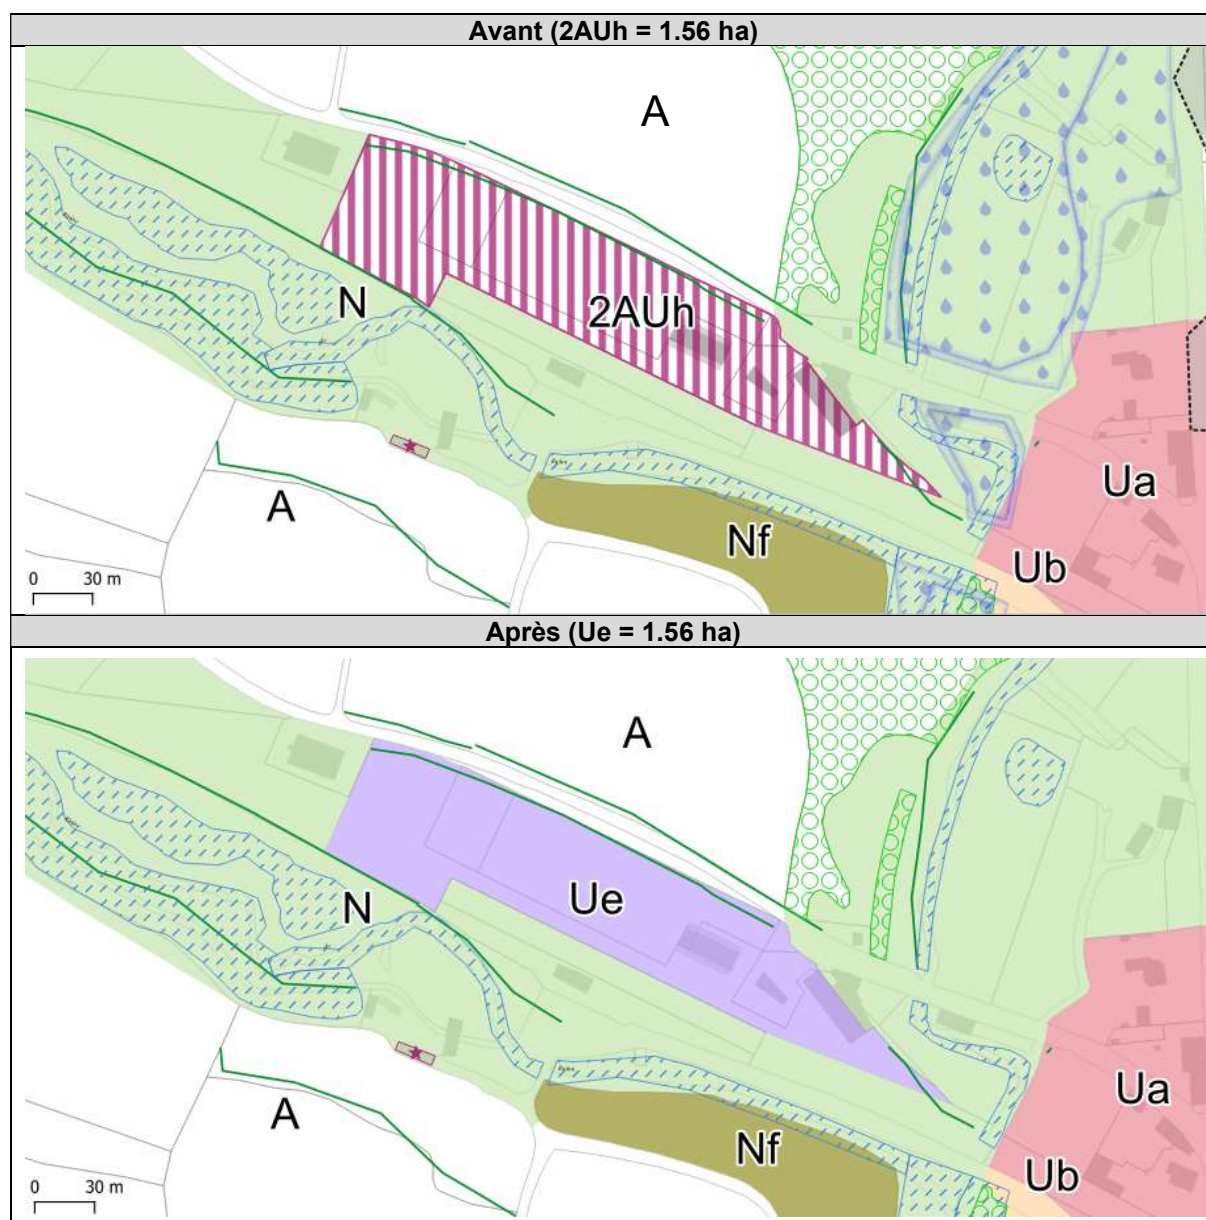 Avant (2AUh = 1.56 ha)
A
N
2AUh
A
Ua
Nf
Ub
0 30 m
Après (Ue = 1.56 ha)
A
Ue
N
A
Ua
Nf
Ub
0 30 m